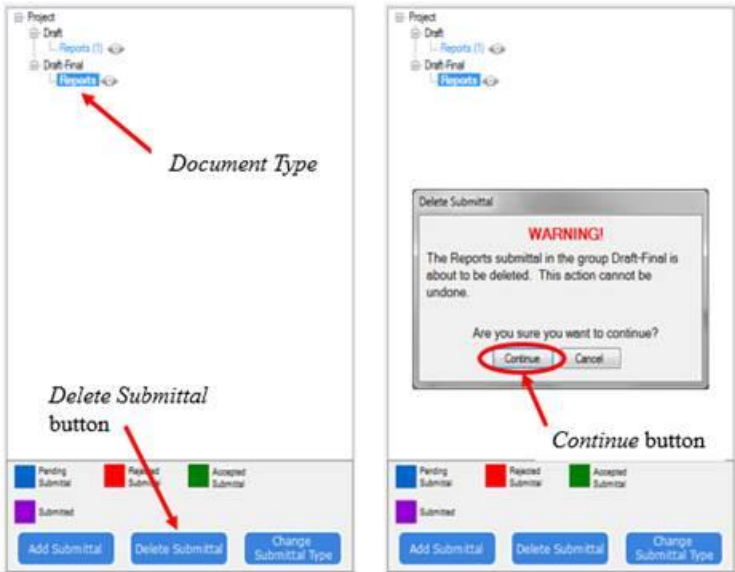 Project
Draft
Reports (1)
Draft-Final
Reports
Document Type
Delete Submittal
button
Pending
Submittal
Rejected
Submittal
Accepted
Submittal
Submitted
Add Submittal
Delete Submittal
Change
Submittal Type
Project
Draft
Reports (1)
Draft-Final
Reports
Delete Submittal
WARNING!
The Reports submittal in the group Draft-Final is
about to be deleted. This action cannot be
undone.
Are you sure you want to continue?
Continue
Cancel
Continue button
Pending
Submittal
Rejected
Submittal
Accepted
Submittal
Submitted
Add Submittal
Delete Submittal
Change
Submittal Type